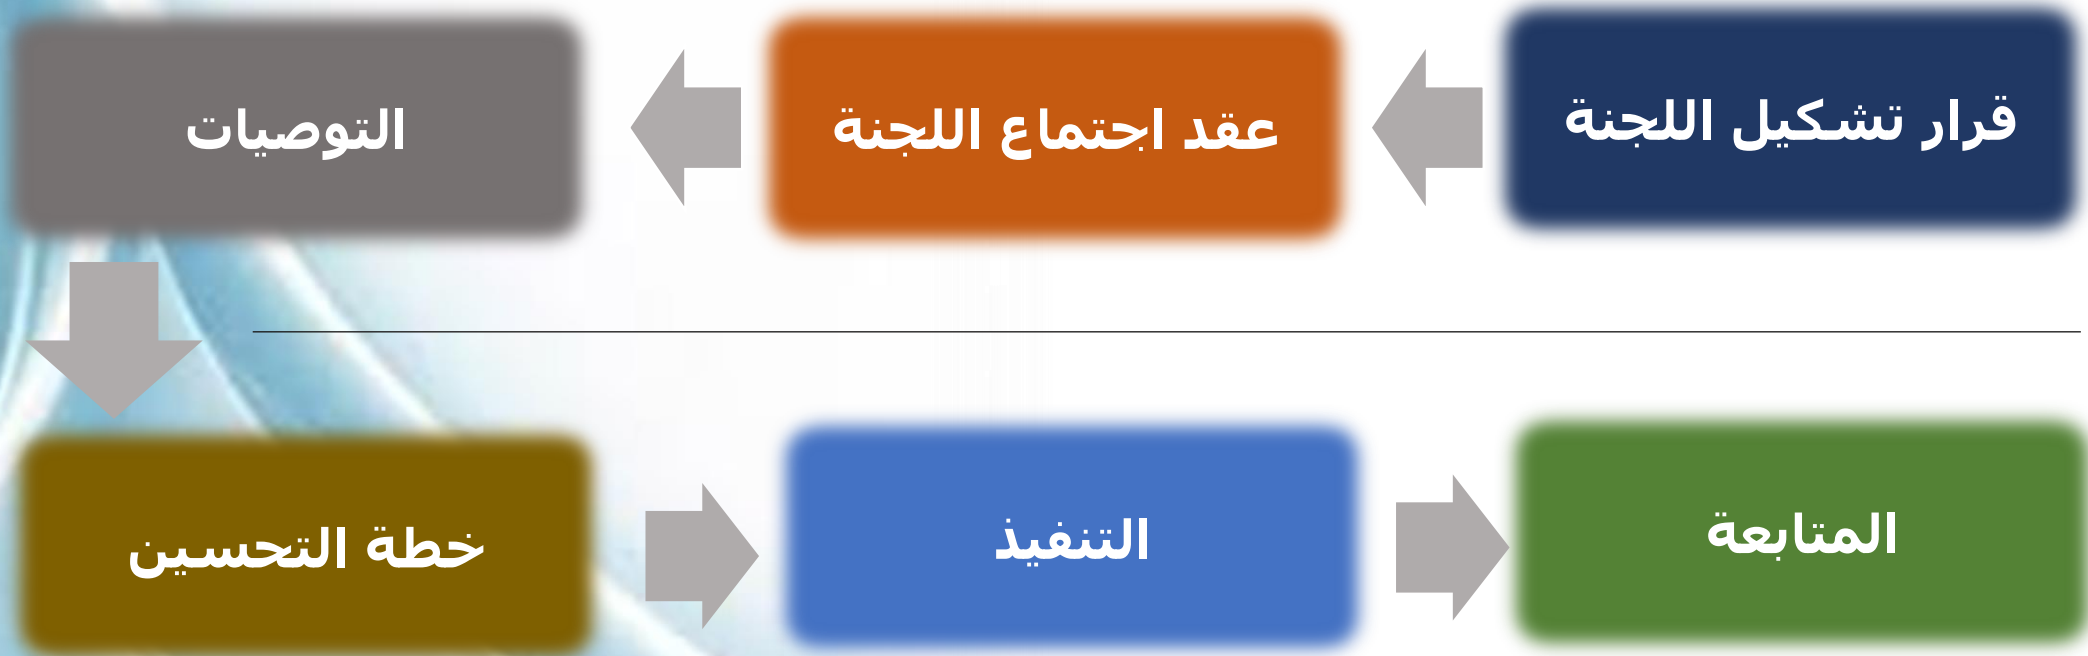 قرار تشكيل اللجنة
عقد اجتماع اللجنة
التوصيات
خطة التحسين
التنفيذ
المتابعة